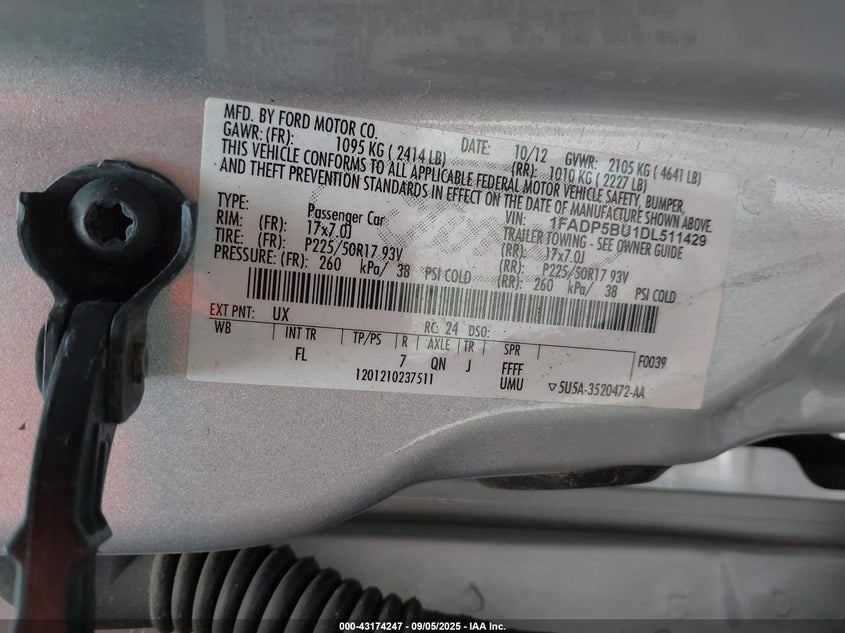 MFD. BY FORD MOTOR CO.
DATE: 10/12 GVWR: 2105 KG ( 4641 LB)
GAWR: (FR): 1095 KG ( 2414 LB) (RR): 1010 KG ( 2227 LB)
THIS VEHICLE CONFORMS TO ALL APPLICABLE FEDERAL MOTOR VEHICLE SAFETY, BUMPER,
AND THEFT PREVENTION STANDARDS IN EFFECT ON THE DATE OF MANUFACTURE SHOWN ABOVE.
VIN: 1FADP5BU1DL511429
TYPE: Passenger Car TRAILER TOWING - SEE OWNER GUIDE
RIM: (FR): 17x7.0J (RR): 17x7.0J
TIRE: (FR): P225/50R17 93V (RR): P225/50R17 93V
PRESSURE: (FR): 260 kPa/ 38 PSI COLD (RR): 260 kPa/ 38 PSI COLD
EXT PNT: UX RC: 24 DSO:
WB INT TR TP/PS R AXLE TR SPR F0039
FL 7 QN J FFFF
1201210237511 UMU ▽5U5A-3520472-AA
000-43174247 - 09/05/2025 - IAA Inc.